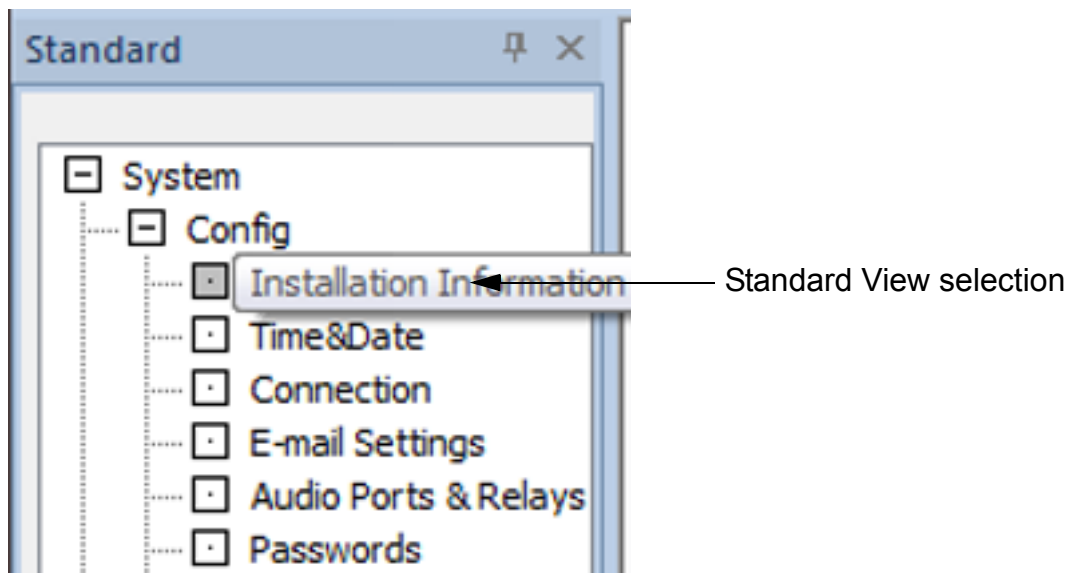 Standard
System
Config
Installation Information
Standard View selection
Time&Date
Connection
E-mail Settings
Audio Ports & Relays
Passwords